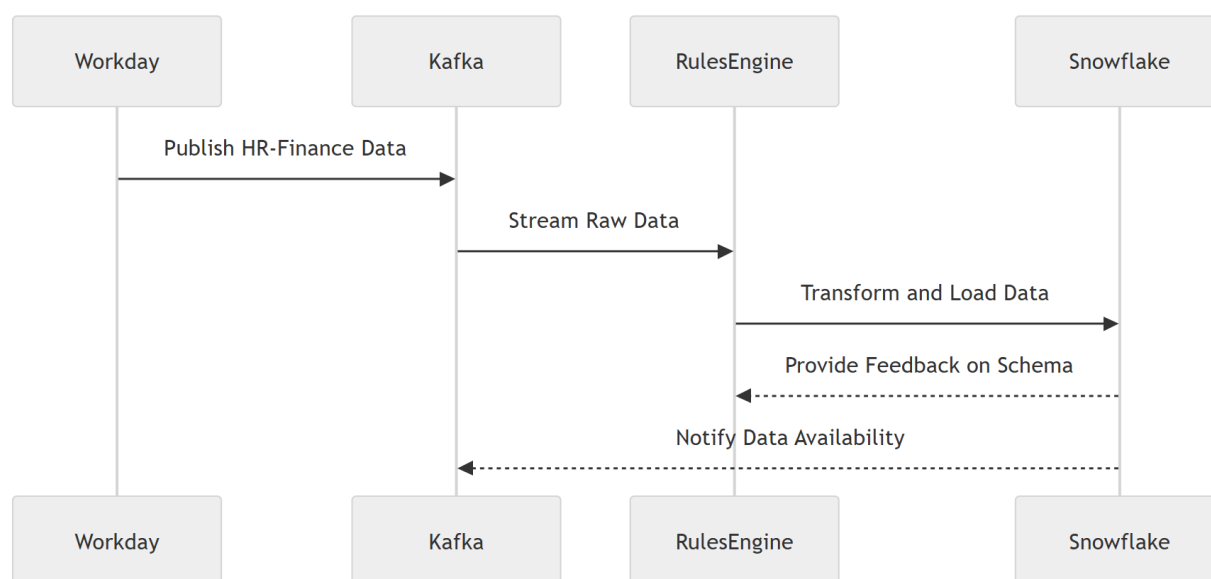 Workday
Kafka
RulesEngine
Snowflake
Publish HR-Finance Data
Stream Raw Data
Transform and Load Data
Provide Feedback on Schema
Notify Data Availability
Workday
Kafka
RulesEngine
Snowflake